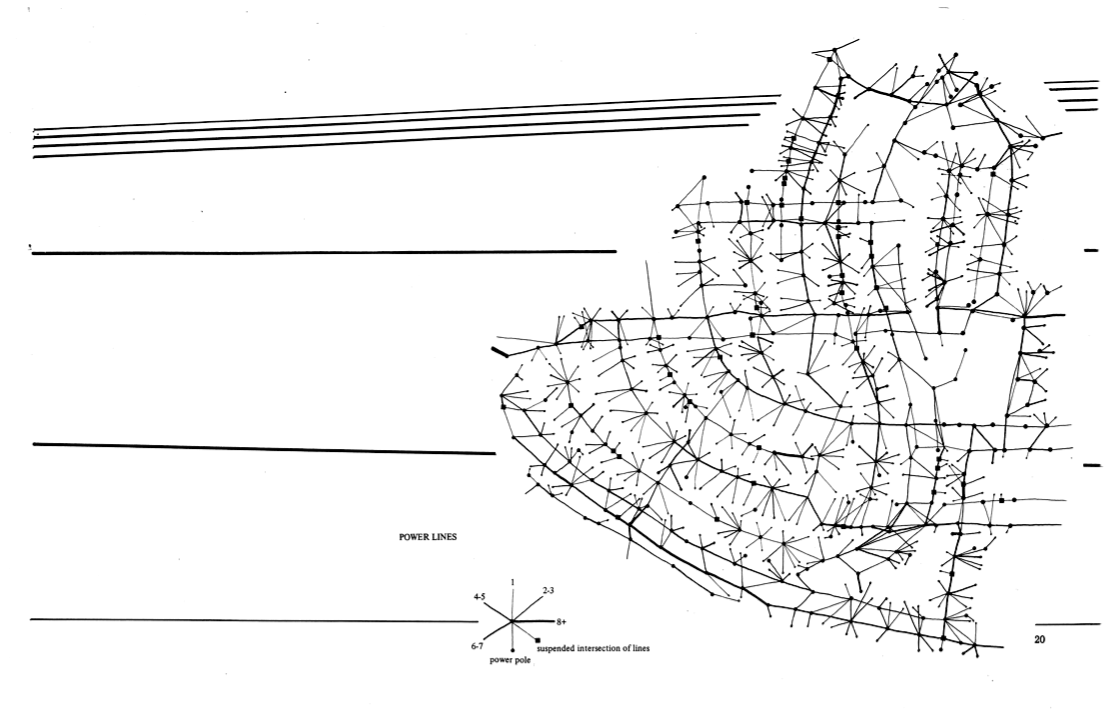 POWER LINES
1
4-5
2-3
8+
6-7
suspended intersection of lines
power pole
20